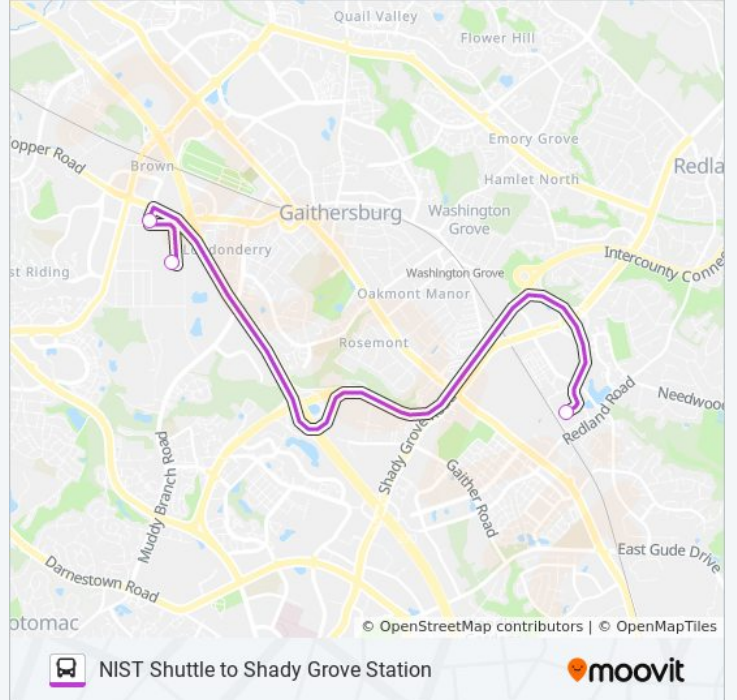 Quail Valley
Flower Hill
opper Road
Emory Grove
Brown
Redla
Hamlet North
Gaithersburg
Washington
Grove
Londonderry
Intercounty Conne
st Riding
Washington Grove
Oakmont Manor
Rosemont
Needwoo
Redland Road
Shady Grove
Muddy Branch Road
Gaither Road
East Gude Drive
Darnestown Road
otomac
© OpenStreetMap contributors | © OpenMapTiles
NIST Shuttle to Shady Grove Station
moovit